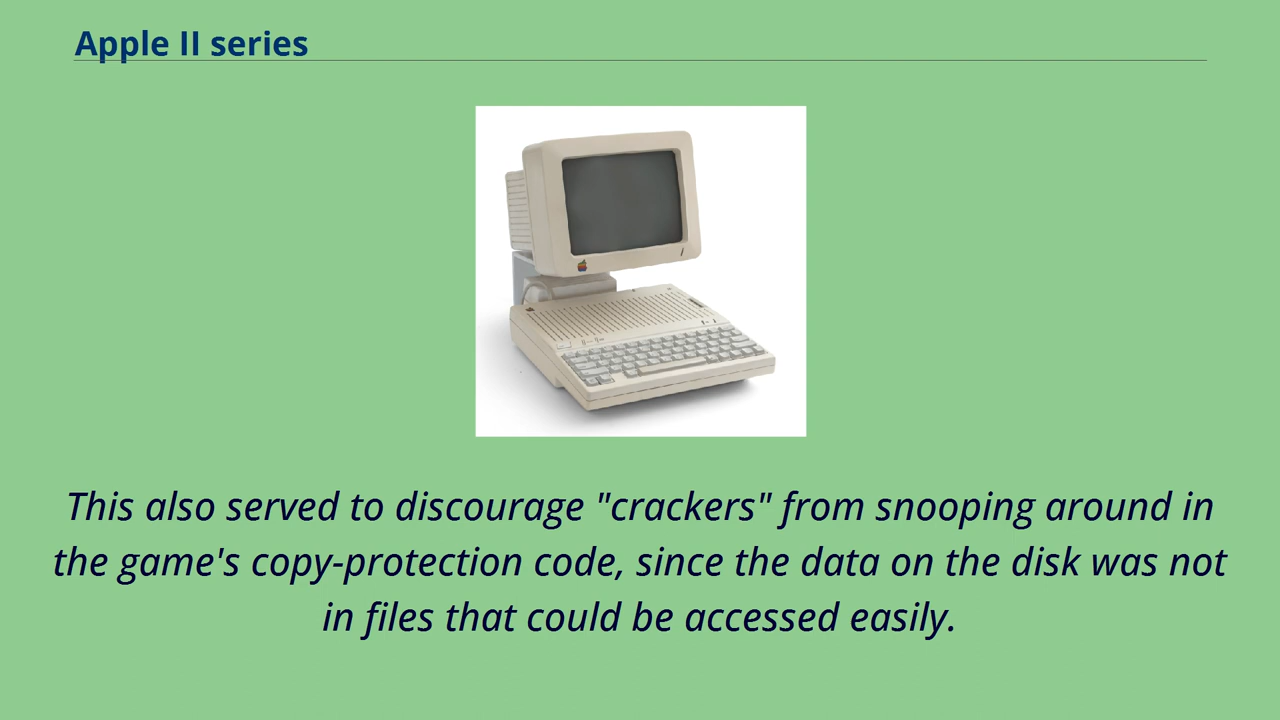 Apple II series
This also served to discourage "crackers" from snooping around in
the game's copy-protection code, since the data on the disk was not
in files that could be accessed easily.